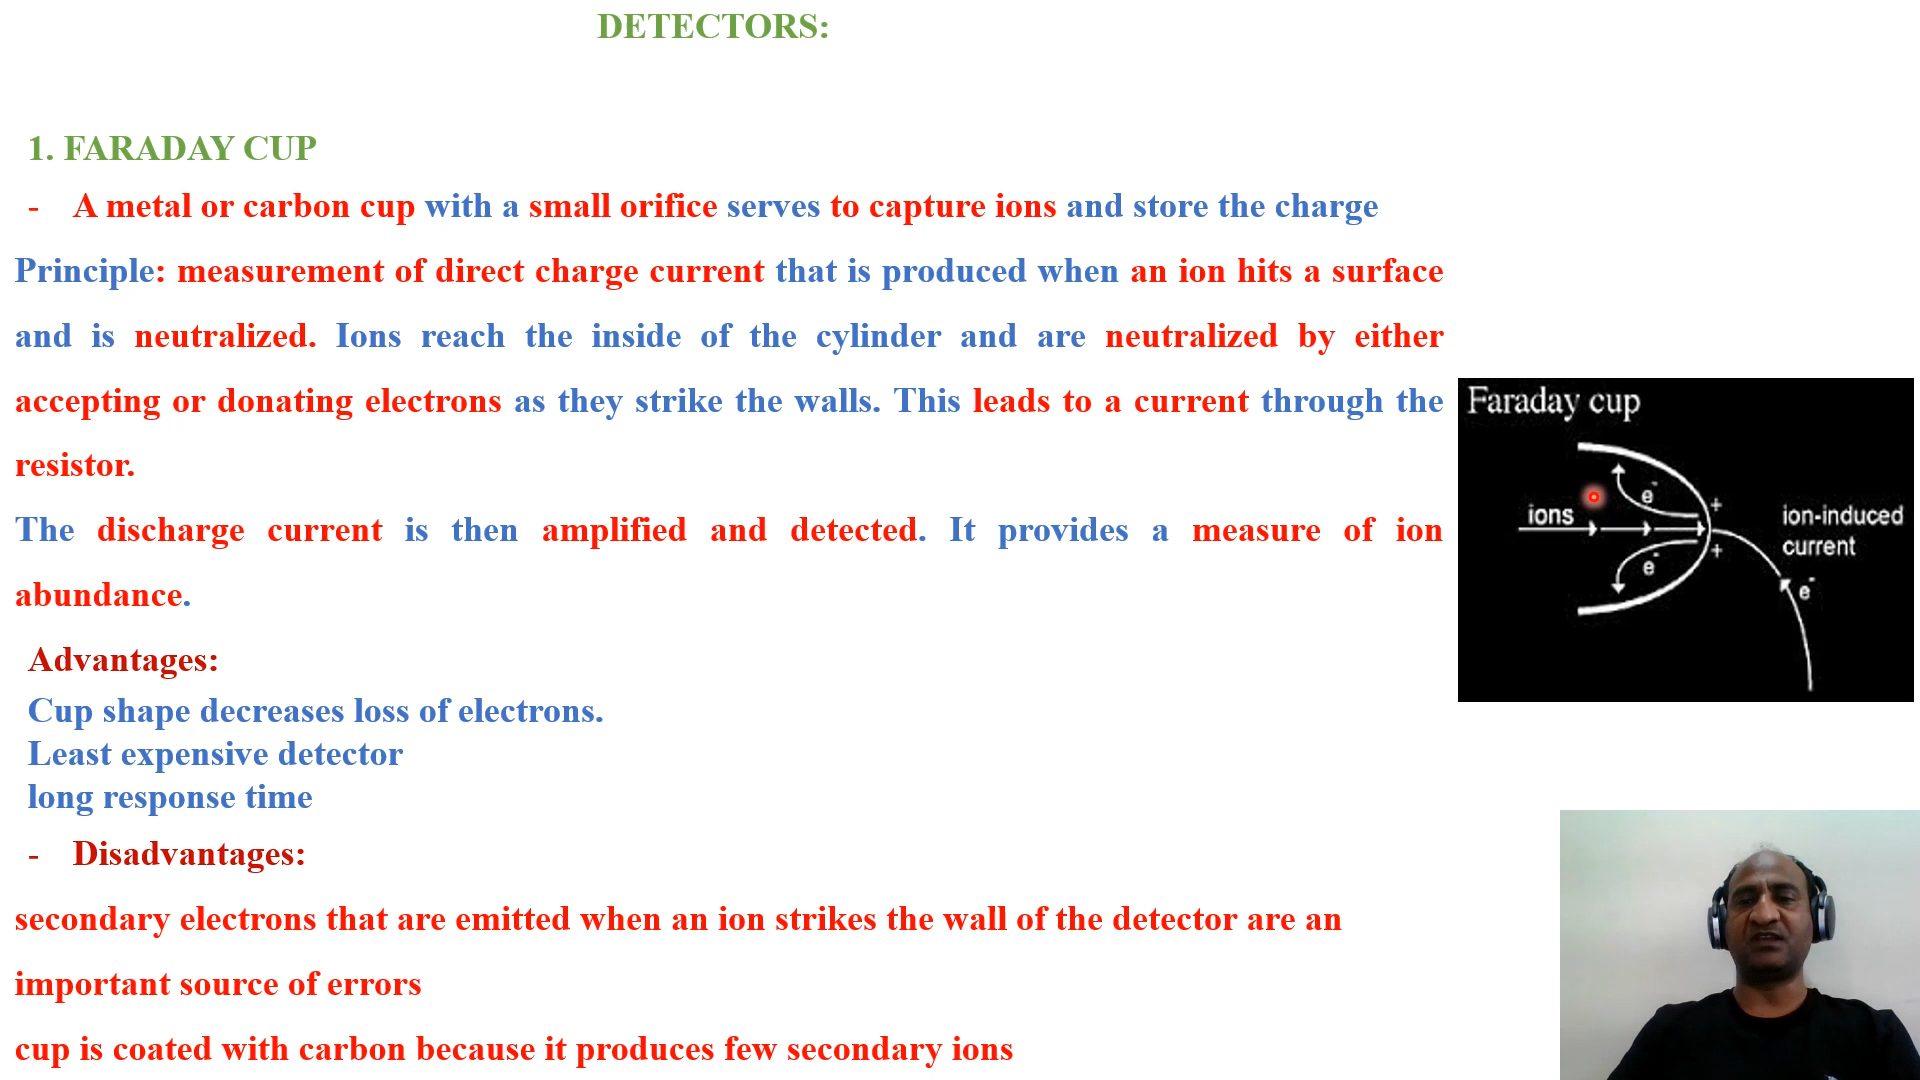 DETECTORS:
1. FARADAY CUP
- A metal or carbon cup with a small orifice serves to capture ions and store the charge
Principle: measurement of direct charge current that is produced when an ion hits a surface
and is neutralized. Ions reach the inside of the cylinder and are neutralized by either
accepting or donating electrons as they strike the walls. This leads to a current through the
resistor.
The discharge current is then amplified and detected. It provides a measure of ion
abundance.
Advantages:
Cup shape decreases loss of electrons.
Least expensive detector
long response time
- Disadvantages:
secondary electrons that are emitted when an ion strikes the wall of the detector are an
important source of errors
cup is coated with carbon because it produces few secondary ions
Faraday cup
e-
+
ions
ion-induced
current
+
e-
e-